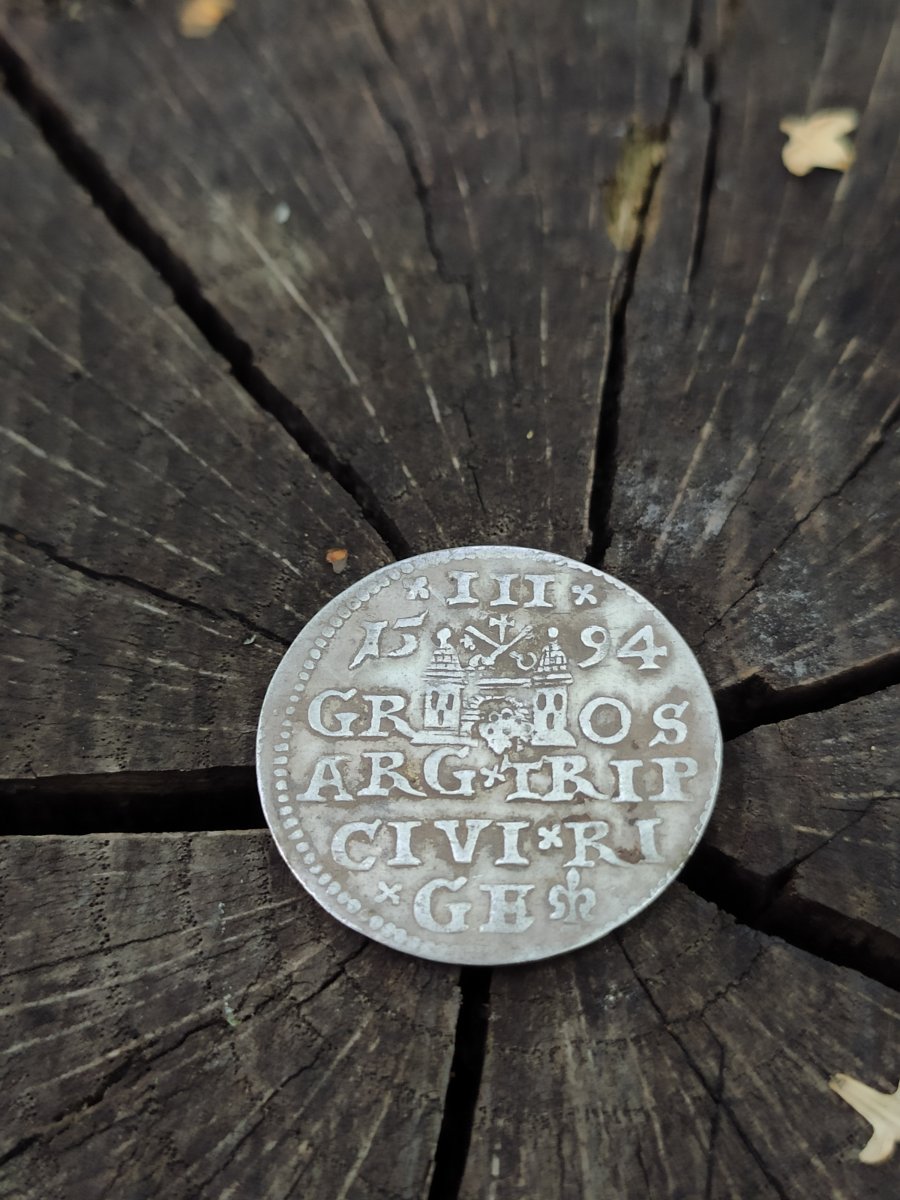 III
15 94
GR OS
ARG TRIP
CIVI RI
GE